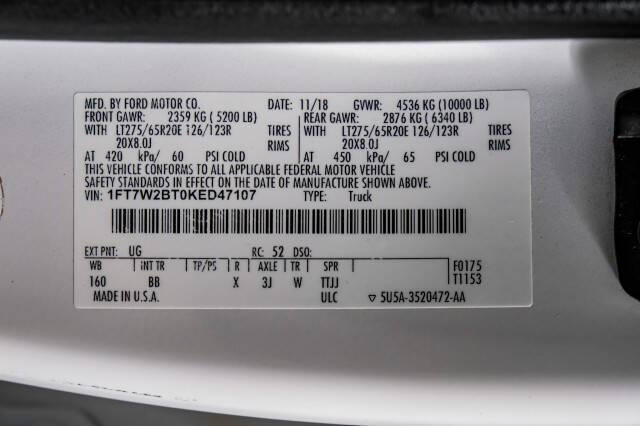 MFD. BY FORD MOTOR CO. DATE: 11/18 GVWR: 4536 KG (10000 LB)
FRONT GAWR: 2359 KG ( 5200 LB) REAR GAWR: 2876 KG ( 6340 LB)
WITH LT275/65R20E 126/123R TIRES WITH LT275/65R20E 126/123R TIRES
20X8.0J RIMS 20X8.0J RIMS
AT 420 kPa/ 60 PSI COLD AT 450 kPa/ 65 PSI COLD
THIS VEHICLE CONFORMS TO ALL APPLICABLE FEDERAL MOTOR VEHICLE
SAFETY STANDARDS IN EFFECT ON THE DATE OF MANUFACTURE SHOWN ABOVE.
VIN: 1FT7W2BT0KED47107 TYPE: Truck
EXT PNT: UG RC: 52 DSO:
WB INT TR TP/PS R AXLE TR SPR F0175
160 BB X 3J W TTJJ T1153
MADE IN U.S.A. ULC ▽ 5U5A-3520472-AA